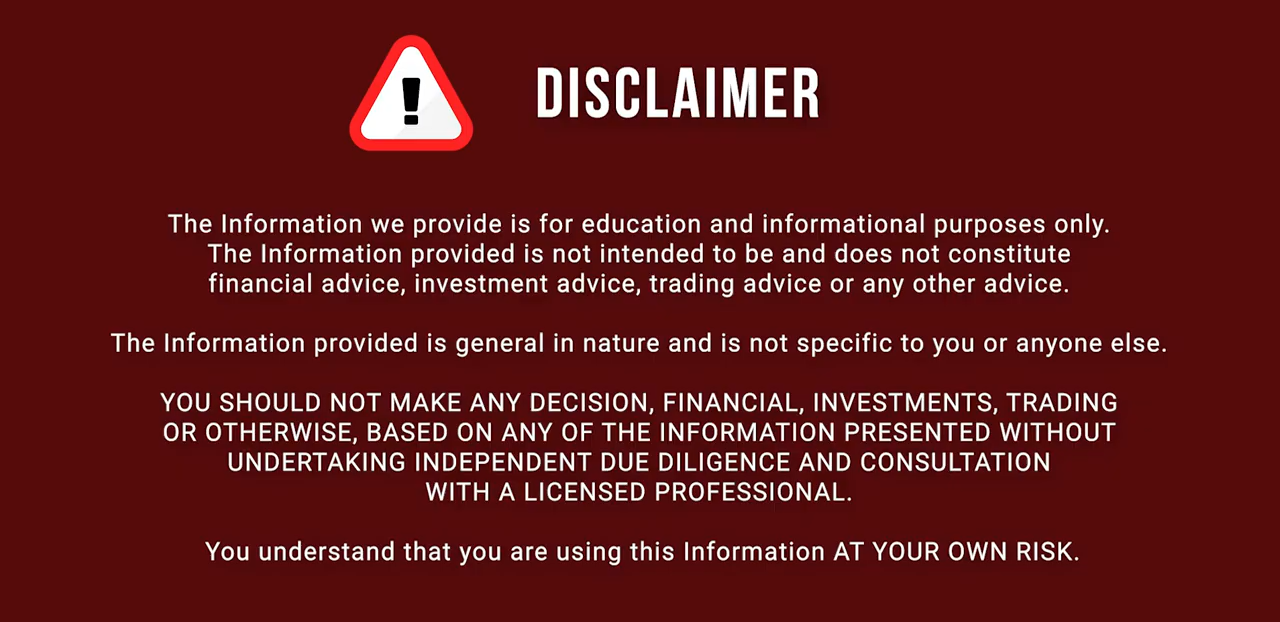 !
DISCLAIMER
The Information we provide is for education and informational purposes only.
The Information provided is not intended to be and does not constitute
financial advice, investment advice, trading advice or any other advice.
The Information provided is general in nature and is not specific to you or anyone else.
YOU SHOULD NOT MAKE ANY DECISION, FINANCIAL, INVESTMENTS, TRADING
OR OTHERWISE, BASED ON ANY OF THE INFORMATION PRESENTED WITHOUT
UNDERTAKING INDEPENDENT DUE DILIGENCE AND CONSULTATION
WITH A LICENSED PROFESSIONAL.
You understand that you are using this Information AT YOUR OWN RISK.